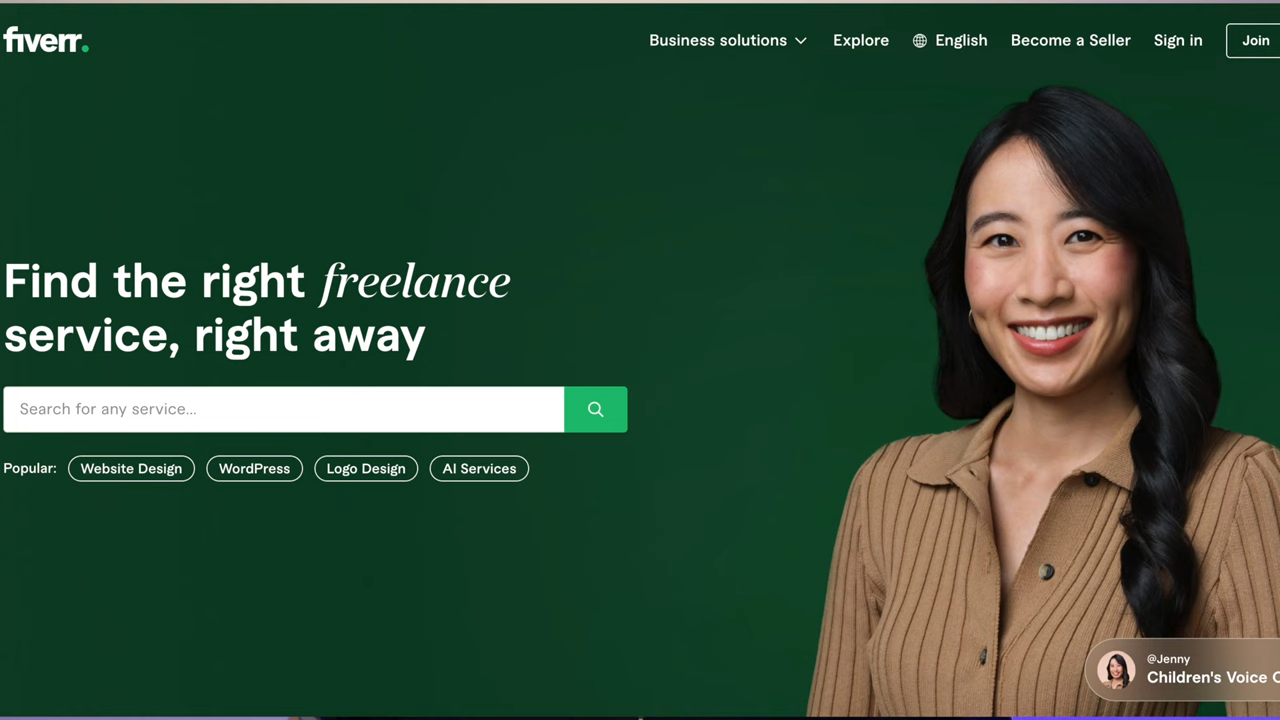 fiverr.
Business solutions Explore English Become a Seller Sign in Join
Find the right freelance
service, right away
Search for any service...
Popular: Website Design WordPress Logo Design AI Services
@Jenny
Children's Voice